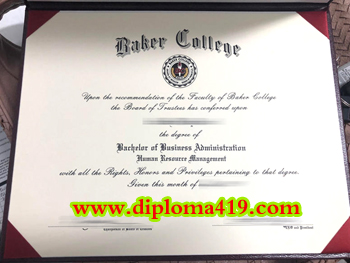 Baker College
Upon the recommendation of the Faculty of Baker College
the Board of Trustees has conferred upon
the degree of
Bachelor of Business Administration
Human Resource Management
with all the Rights, Honors and Privileges pertaining to that degree.
Given this month of
www.diploma419.com